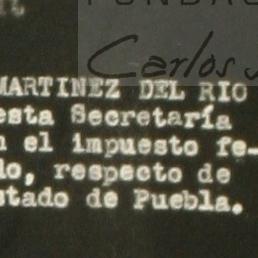 FUNDAC
Carlos S
MARTINEZ DEL RIO
esta Secretaría
n el impuesto fe-
do, respecto de
stado de Puebla.